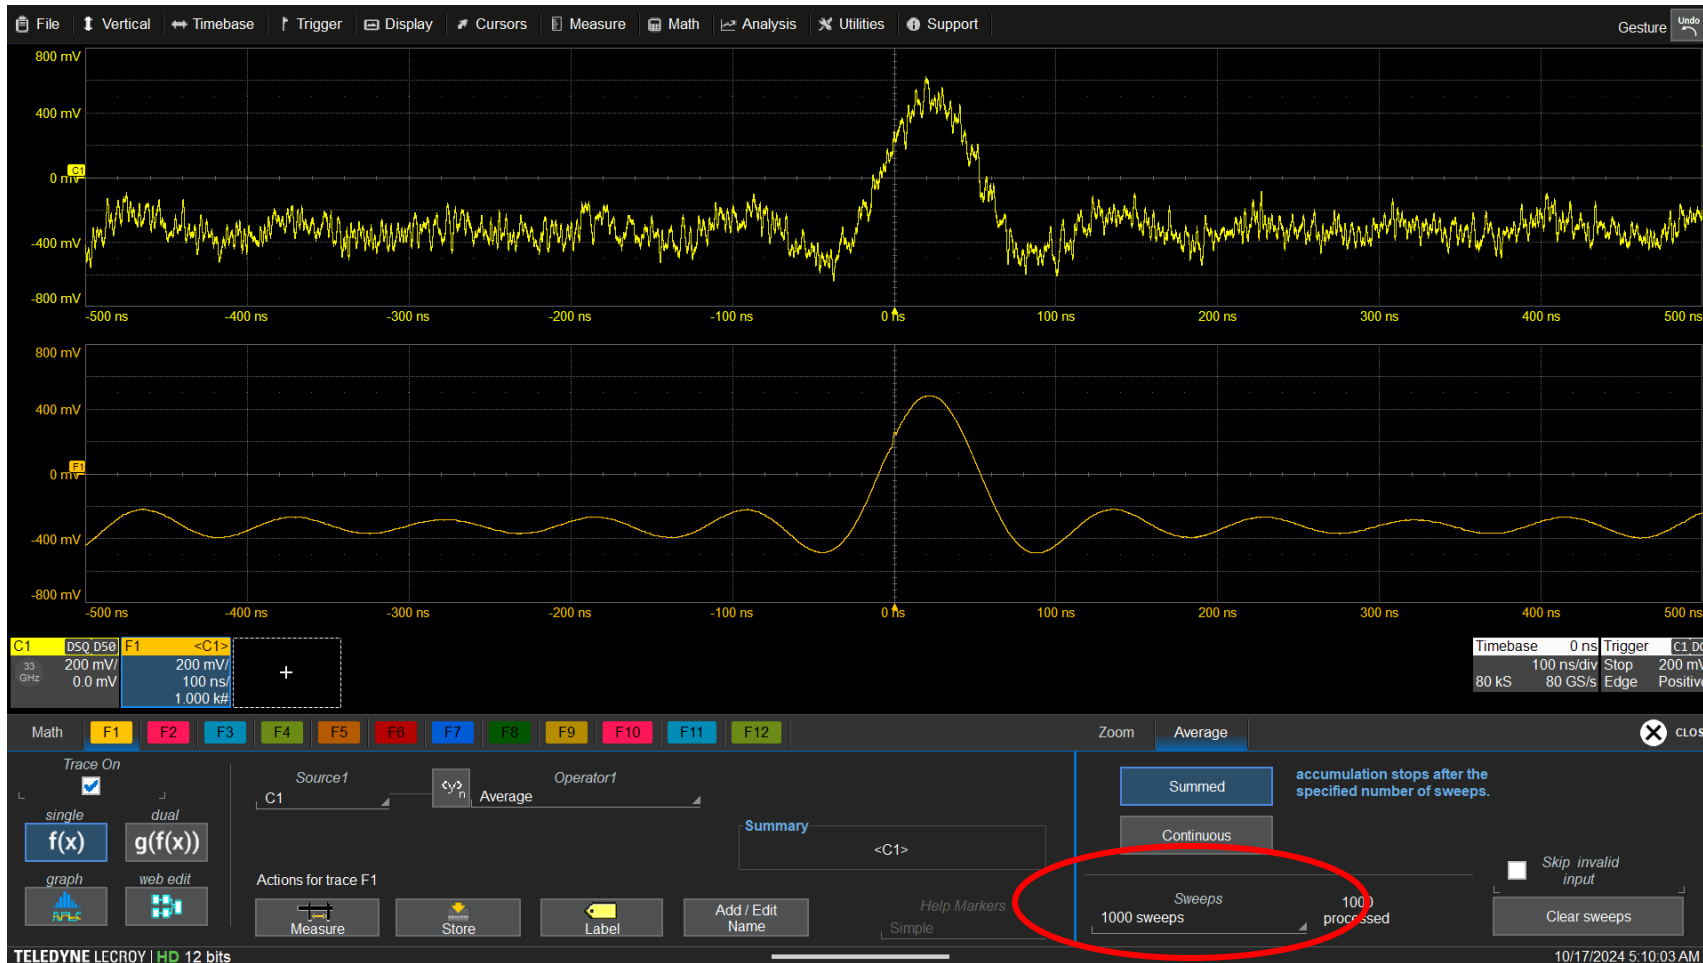 File Vertical Timebase Trigger Display Cursors Measure Math Analysis Utilities Support Gesture Undo
800 mV
400 mV
C1
0 mV
-400 mV
-800 mV
-500 ns -400 ns -300 ns -200 ns -100 ns 0 ns 100 ns 200 ns 300 ns 400 ns 500 ns
800 mV
400 mV
F1
0 mV
-400 mV
-800 mV
-500 ns -400 ns -300 ns -200 ns -100 ns 0 ns 100 ns 200 ns 300 ns 400 ns 500 ns
C1 DSQ D50 F1 <C1> Timebase 0 ns Trigger C1 DC
33 GHz 200 mV/ 200 mV/ 100 ns/div Stop 200 mV
0.0 mV 100 ns/ 80 kS 80 GS/s Edge Positive
1.000 k#
+
Math F1 F2 F3 F4 F5 F6 F7 F8 F9 F10 F11 F12 Zoom Average CLOS
Trace On
Source1
C1
<y>n
Operator1
Average
single dual
f(x) g(f(x))
graph web edit
Summary
<C1>
Actions for trace F1
Measure Store Label Add / Edit Name
Help Markers
Simple
Summed
accumulation stops after the
specified number of sweeps.
Continuous
Sweeps
1000 sweeps
1000
processed
Skip invalid
input
Clear sweeps
TELEDYNE LECROY | HD 12 bits 10/17/2024 5:10:03 AM